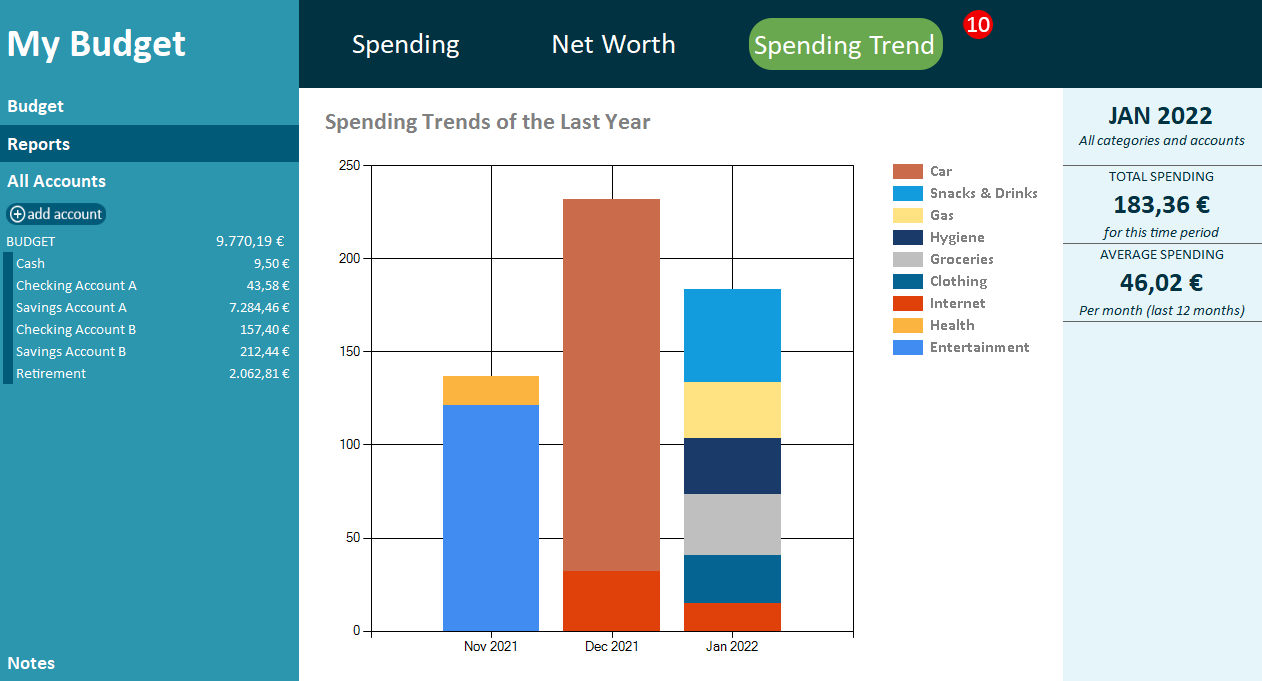 My Budget
Spending
Net Worth
Spending Trend
10
Budget
Reports
All Accounts
add account
BUDGET 9.770,19 €
Cash 9,50 €
Checking Account A 43,58 €
Savings Account A 7.284,46 €
Checking Account B 157,40 €
Savings Account B 212,44 €
Retirement 2.062,81 €
Notes
Spending Trends of the Last Year
250
200
150
100
50
0
Nov 2021
Dec 2021
Jan 2022
Car
Snacks & Drinks
Gas
Hygiene
Groceries
Clothing
Internet
Health
Entertainment
JAN 2022
All categories and accounts
TOTAL SPENDING
183,36 €
for this time period
AVERAGE SPENDING
46,02 €
Per month (last 12 months)